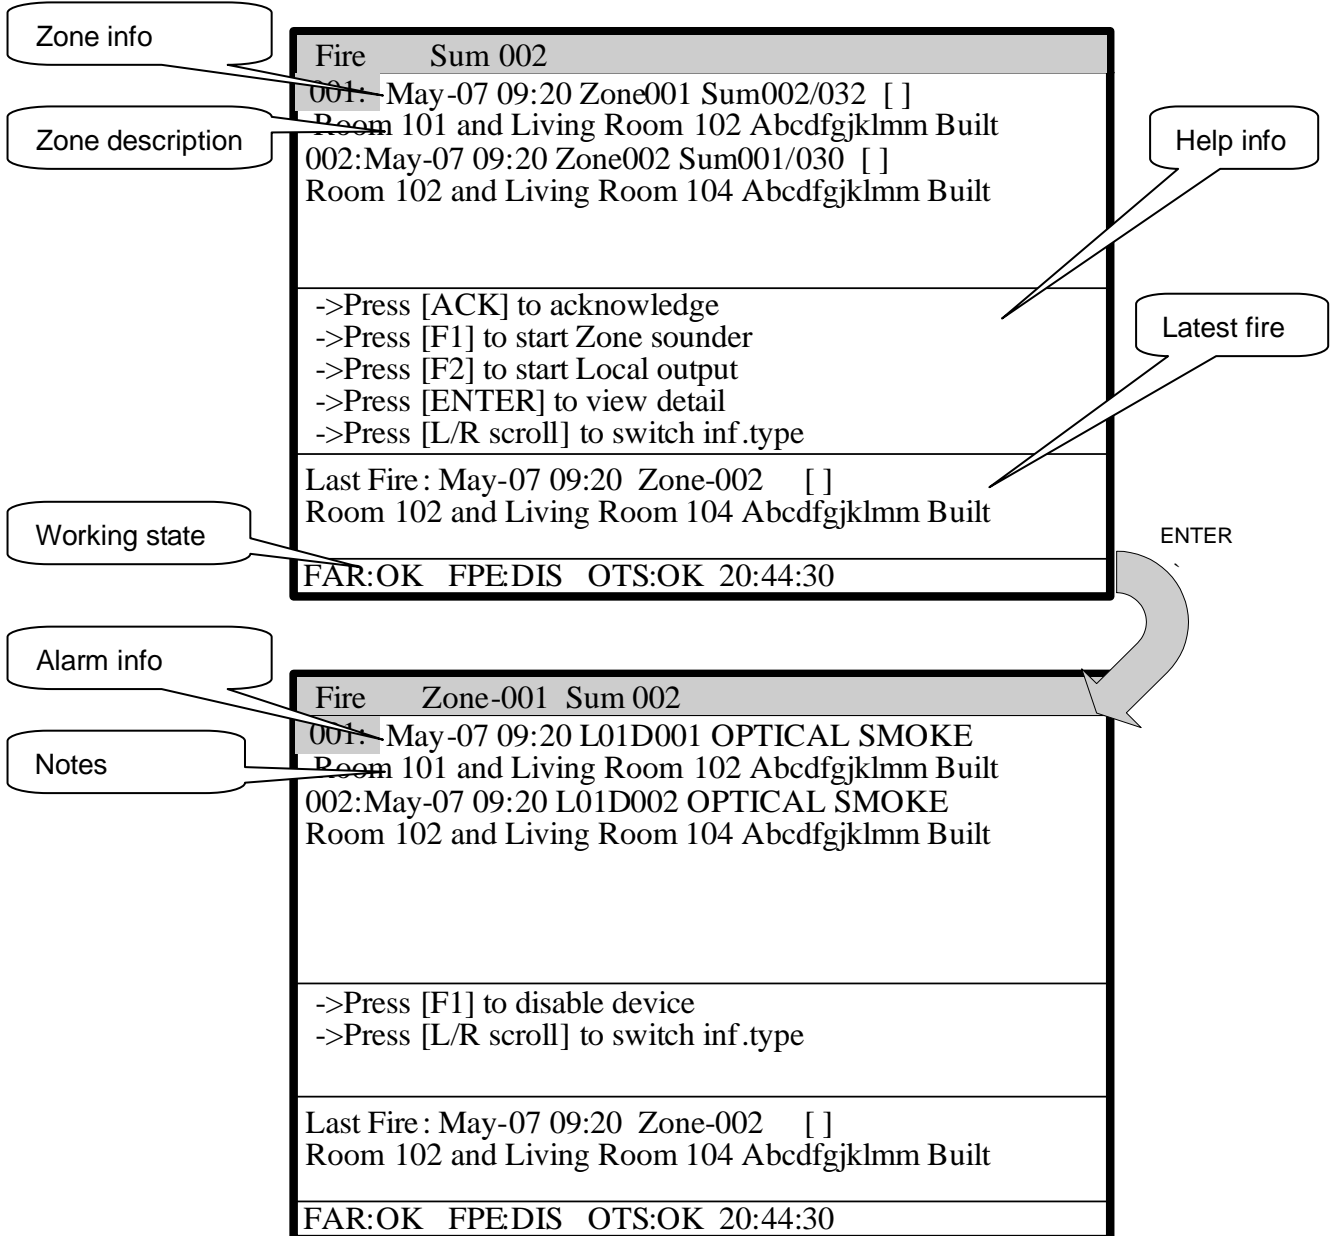 Zone info
Zone description
Help info
Latest fire
Working state
Fire Sum 002
001: May-07 09:20 Zone001 Sum002/032 [ ]
Room 101 and Living Room 102 Abcdfgjklmm Built
002:May-07 09:20 Zone002 Sum001/030 [ ]
Room 102 and Living Room 104 Abcdfgjklmm Built
->Press [ACK] to acknowledge
->Press [F1] to start Zone sounder
->Press [F2] to start Local output
->Press [ENTER] to view detail
->Press [L/R scroll] to switch inf.type
Last Fire: May-07 09:20 Zone-002 [ ]
Room 102 and Living Room 104 Abcdfgjklmm Built
FAR:OK FPE:DIS OTS:OK 20:44:30
ENTER
`
Alarm info
Notes
Fire Zone-001 Sum 002
001: May-07 09:20 L01D001 OPTICAL SMOKE
Room 101 and Living Room 102 Abcdfgjklmm Built
002:May-07 09:20 L01D002 OPTICAL SMOKE
Room 102 and Living Room 104 Abcdfgjklmm Built
->Press [F1] to disable device
->Press [L/R scroll] to switch inf.type
Last Fire: May-07 09:20 Zone-002 [ ]
Room 102 and Living Room 104 Abcdfgjklmm Built
FAR:OK FPE:DIS OTS:OK 20:44:30